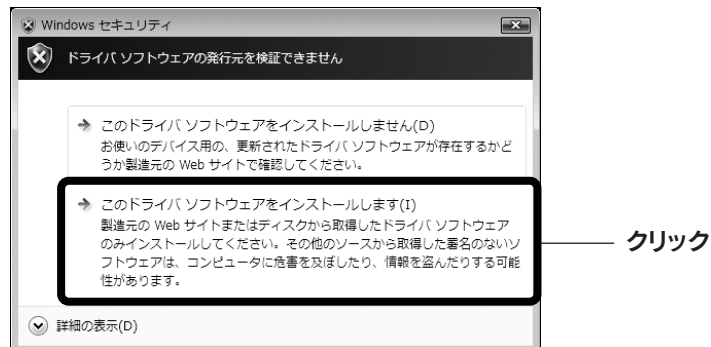 Windows セキュリティ
ドライバ ソフトウェアの発行元を検証できません
このドライバ ソフトウェアをインストールしません(D)
お使いのデバイス用の、更新されたドライバ ソフトウェアが存在するかど
うか製造元の Web サイトで確認してください。
このドライバ ソフトウェアをインストールします(I)
製造元の Web サイトまたはディスクから取得したドライバ ソフトウェア
のみインストールしてください。その他のソースから取得した署名のないソ
フトウェアは、コンピュータに危害を及ぼしたり、情報を盗んだりする可能
性があります。
クリック
詳細の表示(D)